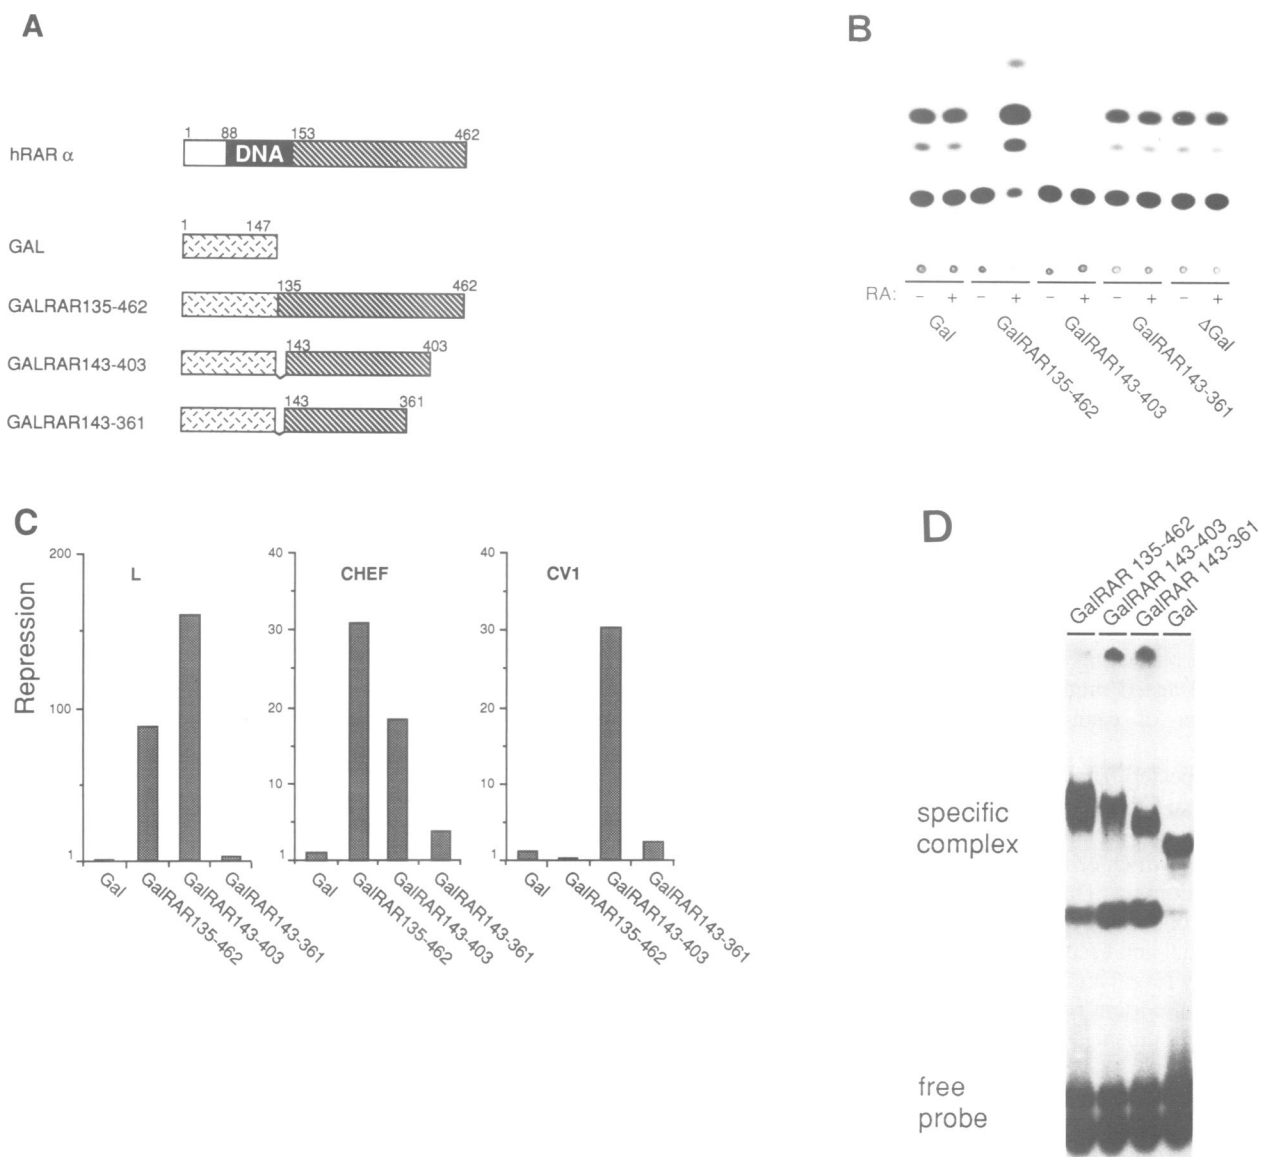 A
hRAR α
1 88 153 462
DNA
GAL
1 147
GALRAR135-462
135 462
GALRAR143-403
143 403
GALRAR143-361
143 361
B
RA: - + - + - + - + - +
Gal
GalRAR135-462
GalRAR143-403
GalRAR143-361
ΔGal
C
Repression
200
100
1
L
Gal
GalRAR135-462
GalRAR143-403
GalRAR143-361
40
30
20
10
1
CHEF
Gal
GalRAR135-462
GalRAR143-403
GalRAR143-361
40
30
20
10
1
CV1
Gal
GalRAR135-462
GalRAR143-403
GalRAR143-361
D
GalRAR 135-462
GalRAR 143-403
GalRAR 143-361
Gal
specific
complex
free
probe